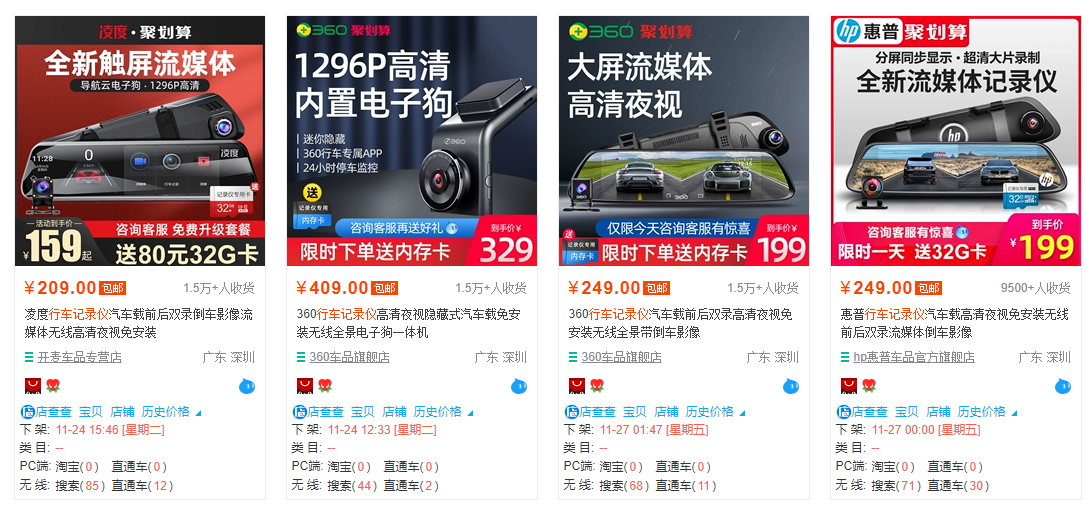 凌度·聚划算
全新触屏流媒体
导航云电子狗·1296P高清
11:28
0
凌度
记录仪专用卡
送
32GB
活动到手价
¥159起
咨询客服 免费升级套餐
送80元32G卡
¥209.00 包邮
1.5万+人收货
凌度行车记录仪汽车载前后双录倒车影像流
媒体无线高清夜视免安装
开麦车品专营店
广东 深圳
店查查 宝贝 店铺 历史价格
下 架: 11-24 15:46 [星期二]
类 目: --
PC端: 淘宝(0) 直通车(0)
无 线: 搜索(85) 直通车(12)
360 聚划算
1296P高清
内置电子狗
迷你隐藏
360行车专属APP
24小时停车监控
360
送
记录仪专用
内存卡
咨询客服再送好礼
限时下单送内存卡
到手价¥
329
¥409.00 包邮
1.5万+人收货
360行车记录仪高清夜视隐藏式汽车载免安
装无线全景电子狗一体机
360车品旗舰店
广东 深圳
店查查 宝贝 店铺 历史价格
下 架: 11-24 12:33 [星期二]
类 目: --
PC端: 淘宝(0) 直通车(0)
无 线: 搜索(44) 直通车(2)
360 聚划算
大屏流媒体
高清夜视
360
送
记录仪专用
内存卡
仅限今天咨询客服有惊喜
限时下单送内存卡
到手价¥
199
¥249.00 包邮
1.5万+人收货
360行车记录仪汽车载前后双录高清夜视免
安装无线全景带倒车影像
360车品旗舰店
广东 深圳
店查查 宝贝 店铺 历史价格
下 架: 11-27 01:47 [星期五]
类 目: --
PC端: 淘宝(0) 直通车(0)
无 线: 搜索(68) 直通车(11)
hp 惠普 聚划算
分屏同步显示·超清大片录制
全新流媒体记录仪
hp
hp
记录仪专用卡
32GB
咨询客服有惊喜
限时一天 送32G卡
到手价
¥199
¥249.00 包邮
9500+人收货
惠普行车记录仪汽车载高清夜视免安装无线
前后双录流媒体倒车影像
hp惠普车品官方旗舰店
广东 深圳
店查查 宝贝 店铺 历史价格
下 架: 11-27 00:00 [星期五]
类 目: --
PC端: 淘宝(0) 直通车(0)
无 线: 搜索(71) 直通车(30)